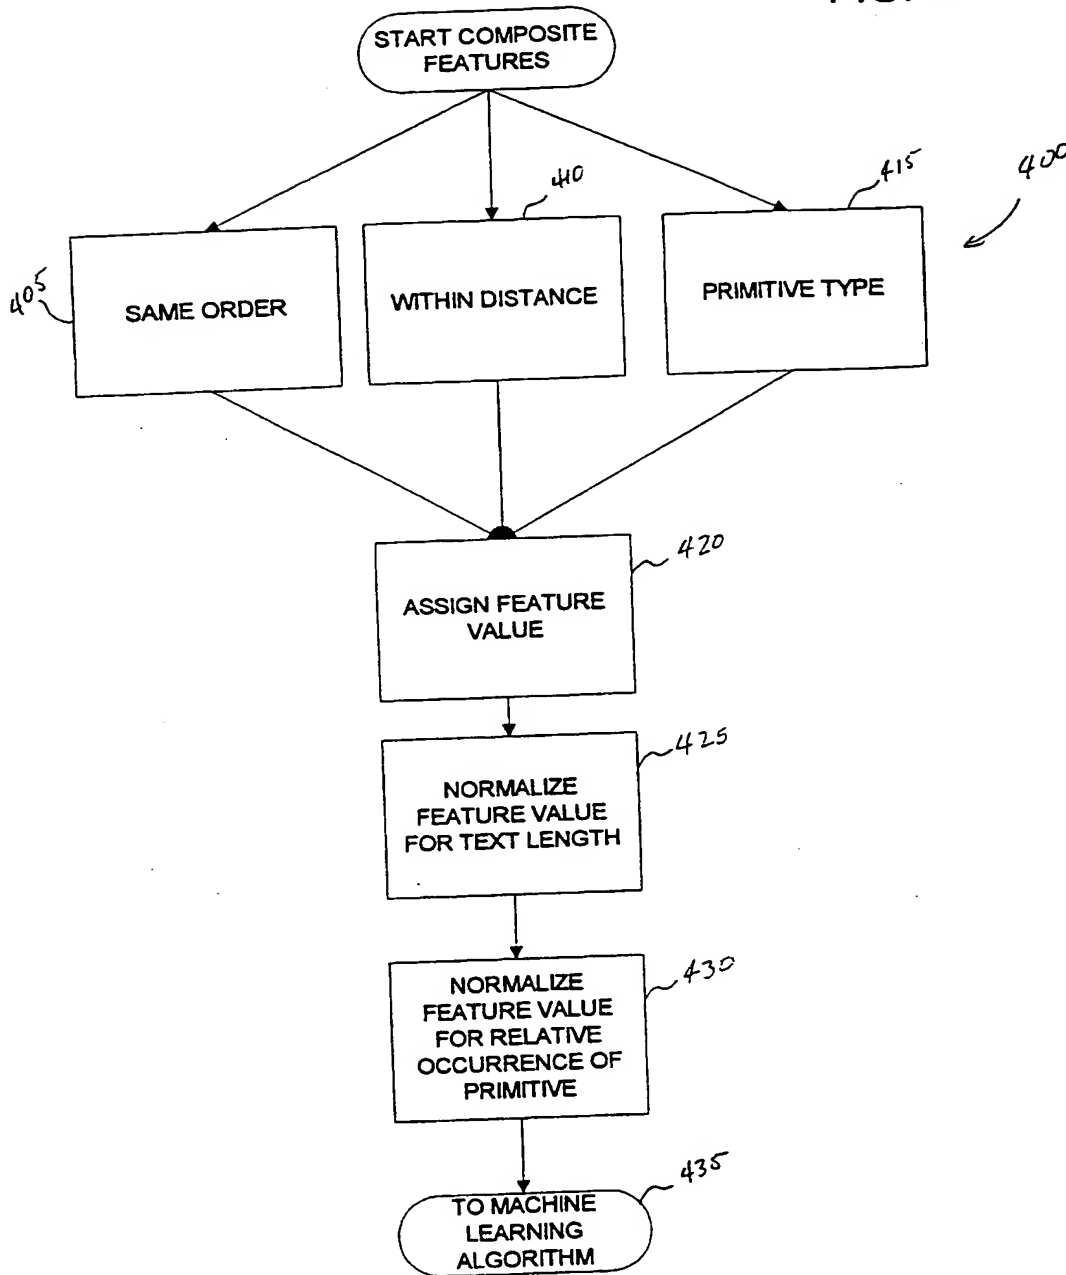 START COMPOSITE
FEATURES
410
415
400
405
SAME ORDER
WITHIN DISTANCE
PRIMITIVE TYPE
420
ASSIGN FEATURE
VALUE
425
NORMALIZE
FEATURE VALUE
FOR TEXT LENGTH
430
NORMALIZE
FEATURE VALUE
FOR RELATIVE
OCCURRENCE OF
PRIMITIVE
435
TO MACHINE
LEARNING
ALGORITHM